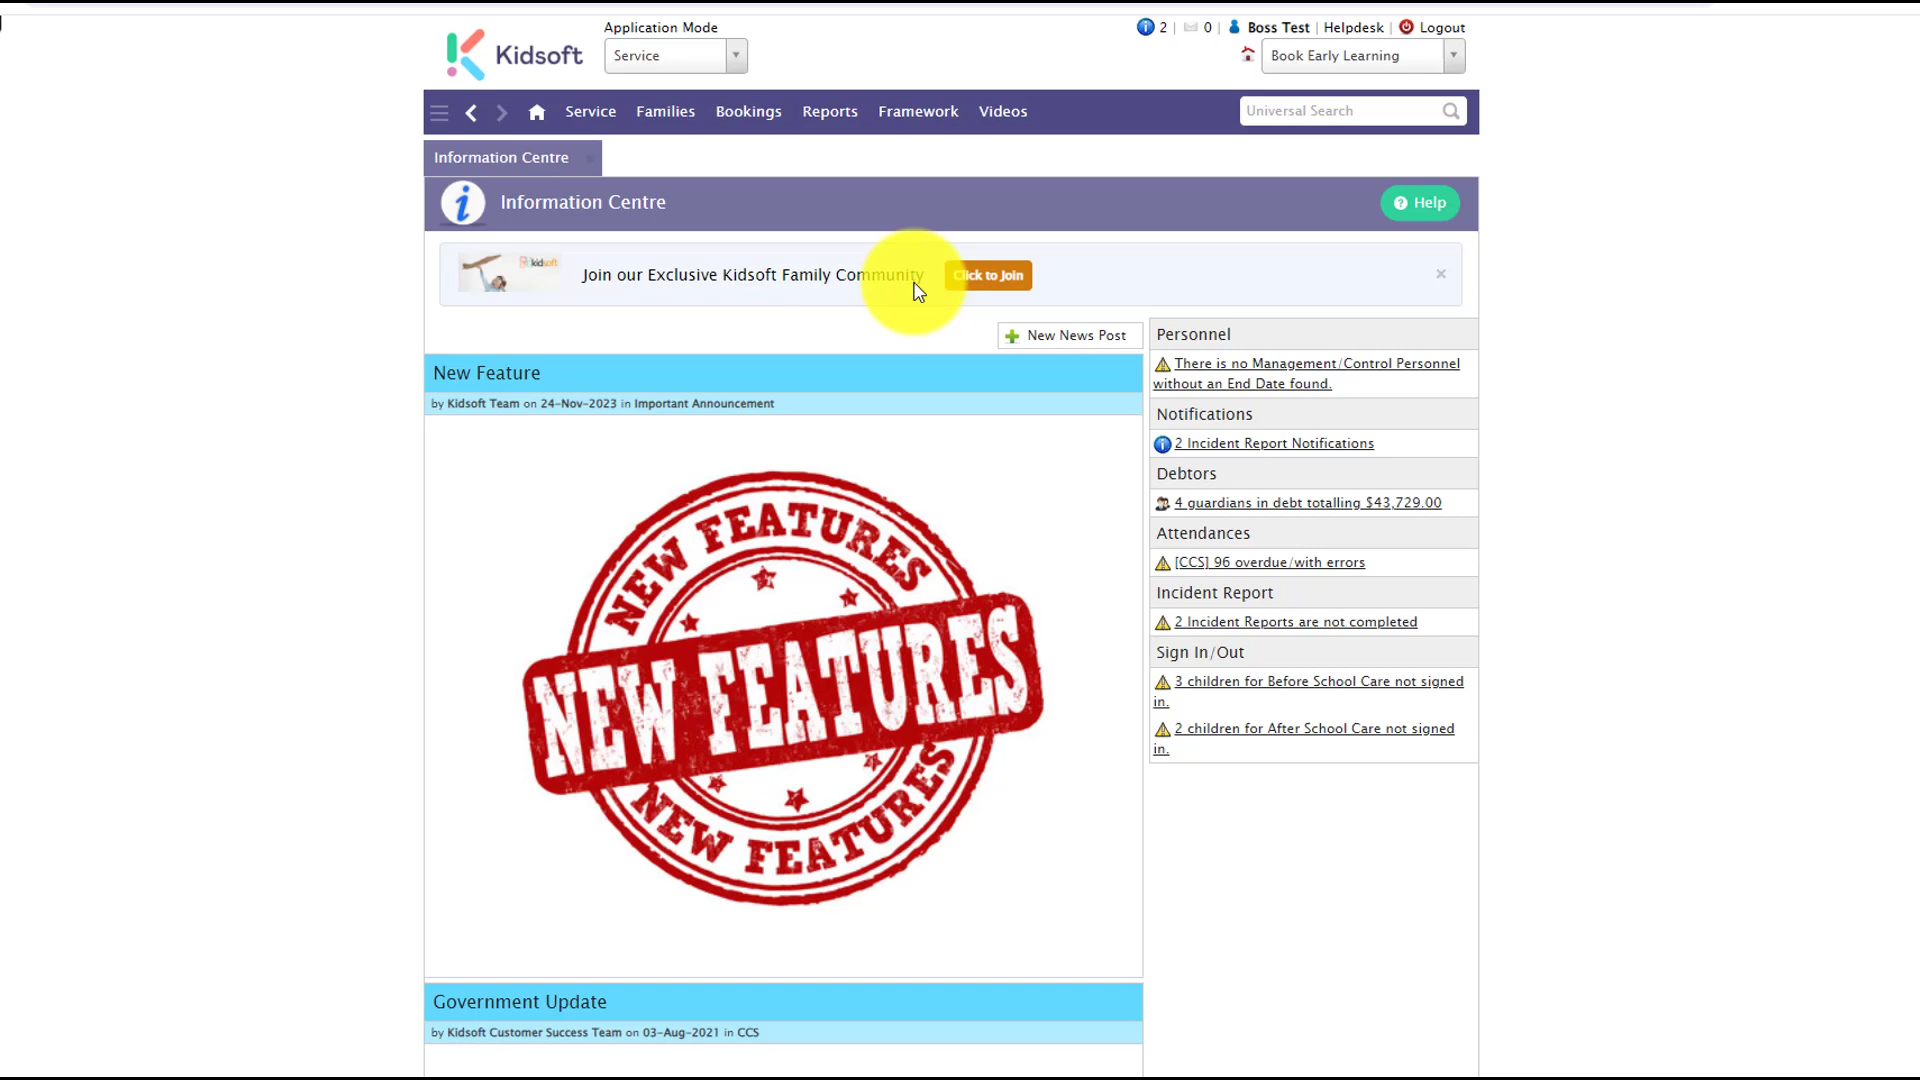 Application Mode
2 | 0 | Boss Test | Helpdesk | Logout
Kidsoft
Service
Book Early Learning
Service Families Bookings Reports Framework Videos
Universal Search
Information Centre
Information Centre
Help
kidsoft
Join our Exclusive Kidsoft Family Community
Click to Join
New News Post
New Feature
by Kidsoft Team on 24-Nov-2023 in Important Announcement
NEW FEATURES
NEW FEATURES
NEW FEATURES
Government Update
by Kidsoft Customer Success Team on 03-Aug-2021 in CCS
Personnel
There is no Management/Control Personnel
without an End Date found.
Notifications
2 Incident Report Notifications
Debtors
4 guardians in debt totalling $43,729.00
Attendances
[CCS] 96 overdue/with errors
Incident Report
2 Incident Reports are not completed
Sign In/Out
3 children for Before School Care not signed
in.
2 children for After School Care not signed
in.